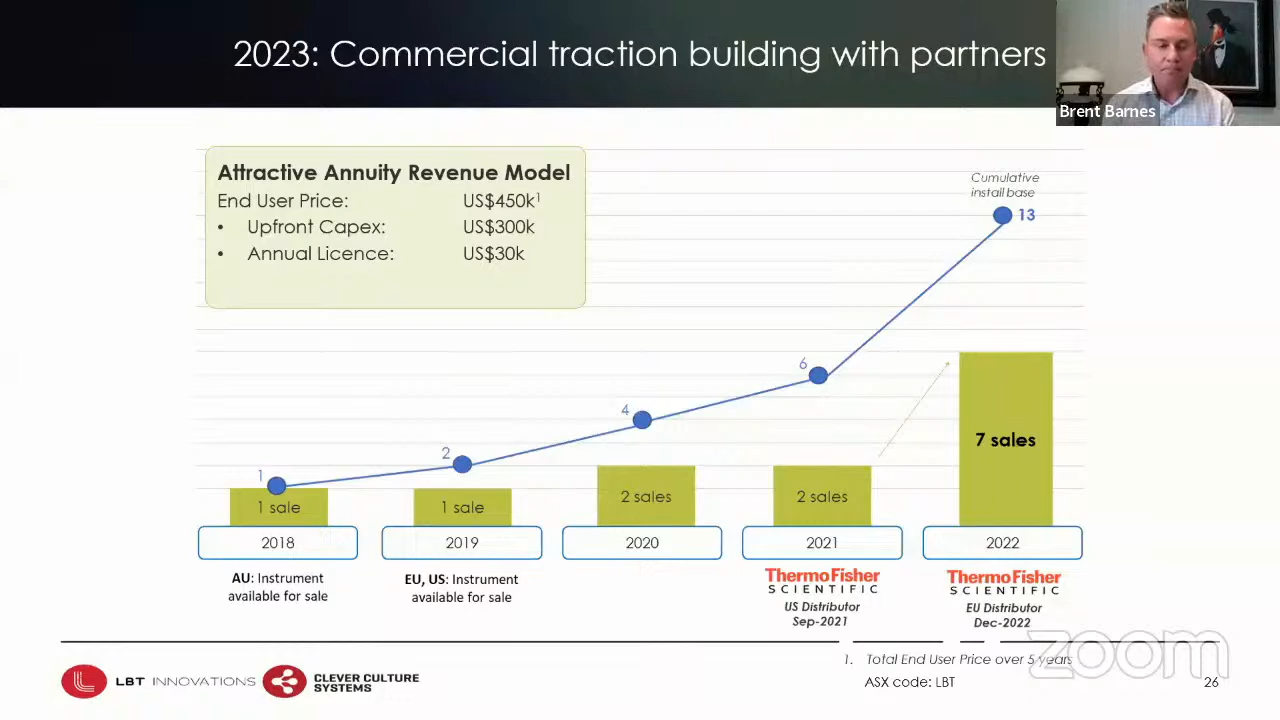 2023: Commercial traction building with partners
Brent Barnes
Attractive Annuity Revenue Model
End User Price: US$450k1
• Upfront Capex: US$300k
• Annual Licence: US$30k
Cumulative
install base
13
6
4
2
1
7 sales
2 sales
2 sales
1 sale
1 sale
2018
2019
2020
2021
2022
AU: Instrument
available for sale
EU, US: Instrument
available for sale
ThermoFisher
SCIENTIFIC
US Distributor
Sep-2021
ThermoFisher
SCIENTIFIC
EU Distributor
Dec-2022
zoom
1. Total End User Price over 5 years
LBT INNOVATIONS
CLEVER CULTURE
SYSTEMS
ASX code: LBT
26